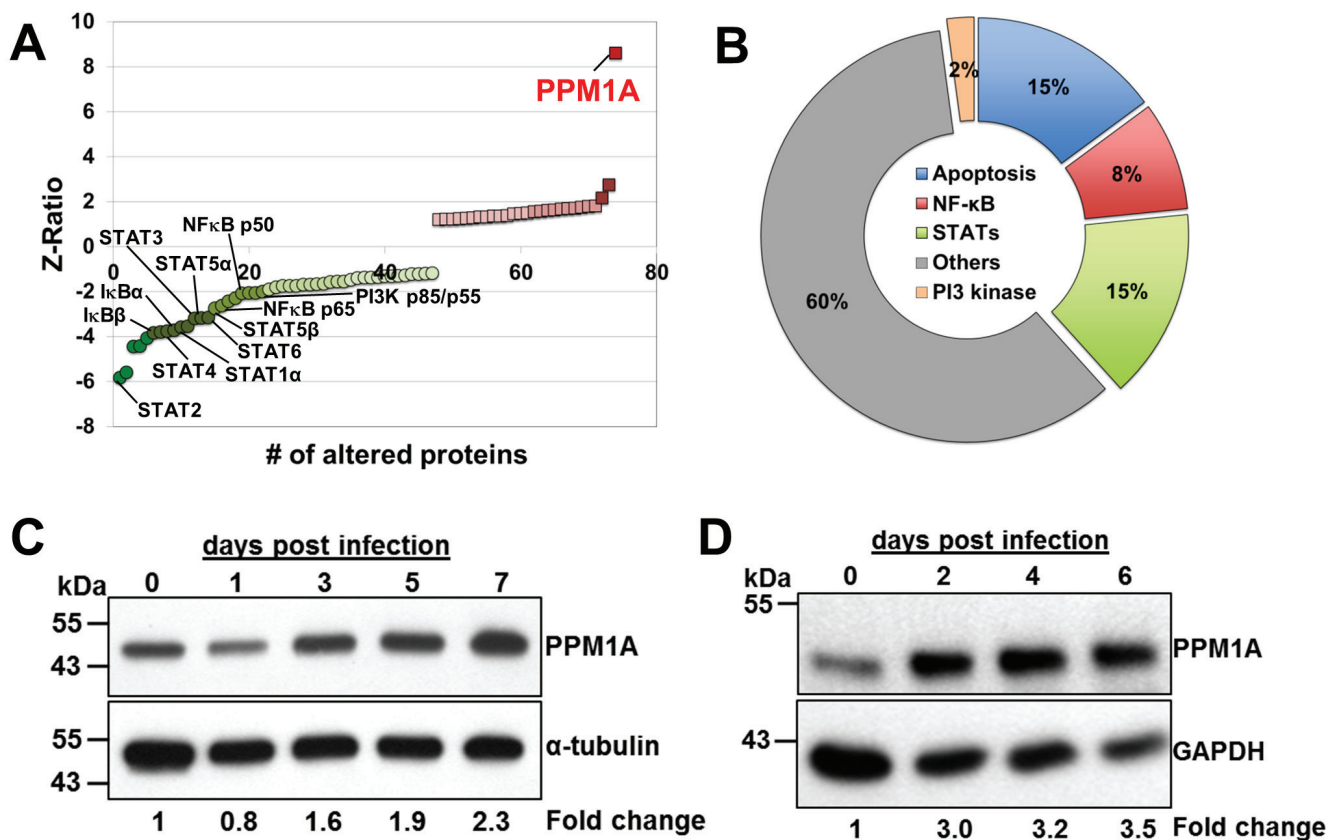 A
Z-Ratio
10
8
6
4
2
0
-2
-4
-6
-8
0
20
40
60
80
# of altered proteins
PPM1A
NFκB p50
STAT3
STAT5α
IκBα
IκBβ
PI3K p85/p55
NFκB p65
STAT5β
STAT6
STAT4
STAT1α
STAT2
B
2%
15%
8%
15%
60%
Apoptosis
NF-κB
STATs
Others
PI3 kinase
C
days post infection
kDa 0 1 3 5 7
55
43
PPM1A
55
43
α-tubulin
1 0.8 1.6 1.9 2.3 Fold change
D
days post infection
kDa 0 2 4 6
55
PPM1A
43
GAPDH
1 3.0 3.2 3.5 Fold change